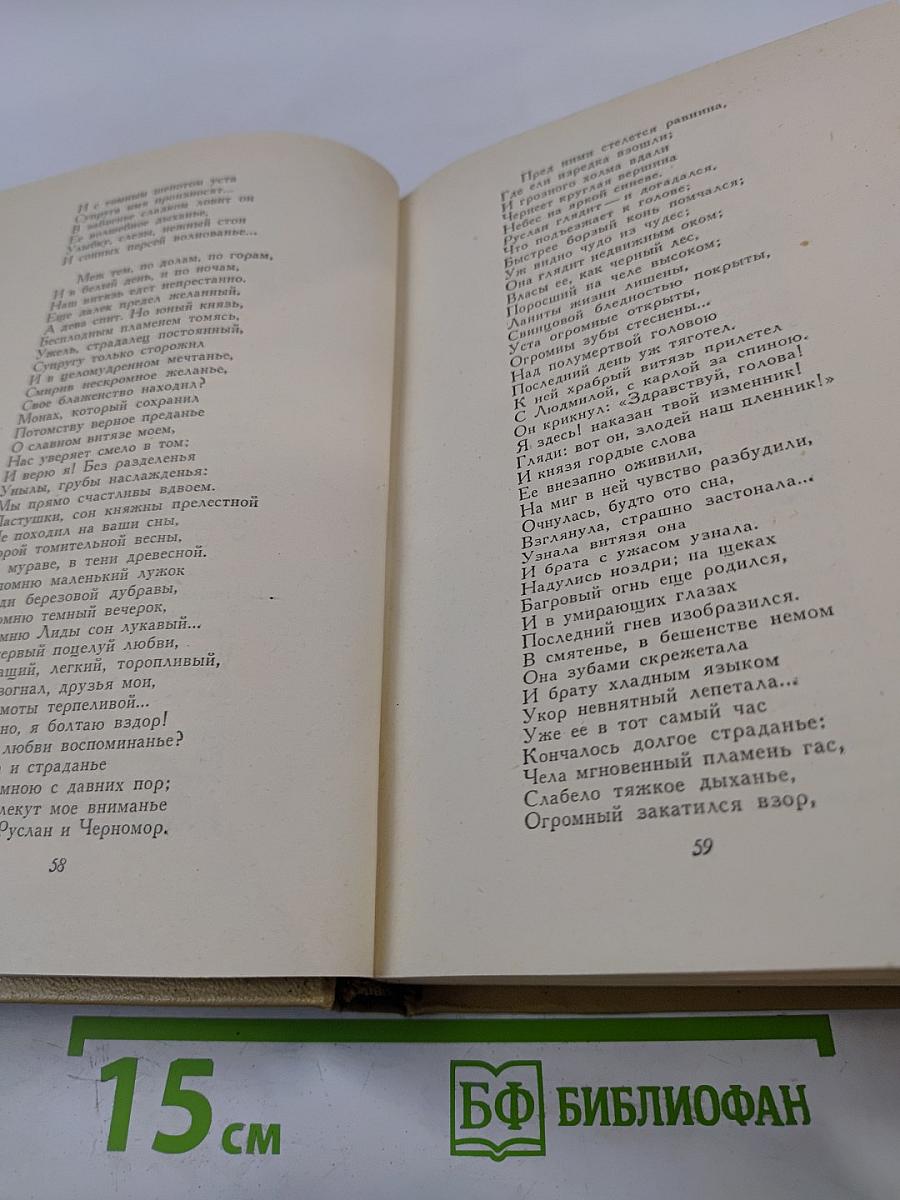 И с томным шепотом уста
Супруга имя произносят...
В забвенье сладком ловит он
Ее волшебное дыханье,
Улыбку, слезы, нежный стон
И сонных персей волнованье...
Меж тем, по долам, по горам,
И в белый день, и по ночам,
Наш витязь едет непрестанно.
Еще далек предел желанный,
А дева спит. Но юный князь,
Бесплодным пламенем томясь,
Ужель, страдалец постоянный,
Супругу только сторожил
И в целомудренном мечтанье,
Смирив нескромное желанье,
Свое блаженство находил?
Монах, который сохранил
Потомству верное преданье
О славном витязе моем,
Нас уверяет смело в том:
И верю я! Без разделенья
Унылы, грубы наслажденья:
Мы прямо счастливы вдвоем.
Пастушки, сон княжны прелестной
Не походил на ваши сны,
орой томительной весны,
мураве, в тени древесной.
помню маленький лужок
ди березовой дубравы,
омню темный вечерок,
мню Лиды сон лукавый...
ервый поцелуй любви,
ащий, легкий, торопливый,
зогнал, друзья мои,
моты терпеливой...
но, я болтаю вздор!
любви воспоминанье?
и страданье
мною с давних пор;
лекут мое вниманье
Руслан и Черномор.
58
Пред ними стелется равнина,
Где ели изредка взошли;
И грозного холма вдали
Чернеет круглая вершина
Небес на яркой синеве.
Руслан глядит — и догадался,
Что подъезжает к голове;
Быстрее борзый конь помчался;
Уж видно чудо из чудес;
Она глядит недвижным оком;
Власы ее, как черный лес,
Поросший на челе высоком;
Ланиты жизни лишены,
Свинцовой бледностью покрыты,
Уста огромные открыты,
Огромны зубы стеснены...
Над полумертвой головою
Последний день уж тяготел.
К ней храбрый витязь прилетел
С Людмилой, с карлой за спиною.
Он крикнул: «Здравствуй, голова!
Я здесь! наказан твой изменник!
Гляди: вот он, злодей наш пленник!»
И князя гордые слова
Ее внезапно оживили,
На миг в ней чувство разбудили,
Очнулась, будто ото сна,
Взглянула, страшно застонала...
Узнала витязя она
И брата с ужасом узнала.
Надулись ноздри; на щеках
Багровый огнь еще родился,
И в умирающих глазах
Последний гнев изобразился.
В смятенье, в бешенстве немом
Она зубами скрежетала
И брату хладным языком
Укор невнятный лепетала...
Уже ее в тот самый час
Кончалось долгое страданье:
Чела мгновенный пламень гас,
Слабело тяжкое дыханье,
Огромный закатился взор,
59
15 см
БФ БИБЛИОФАН